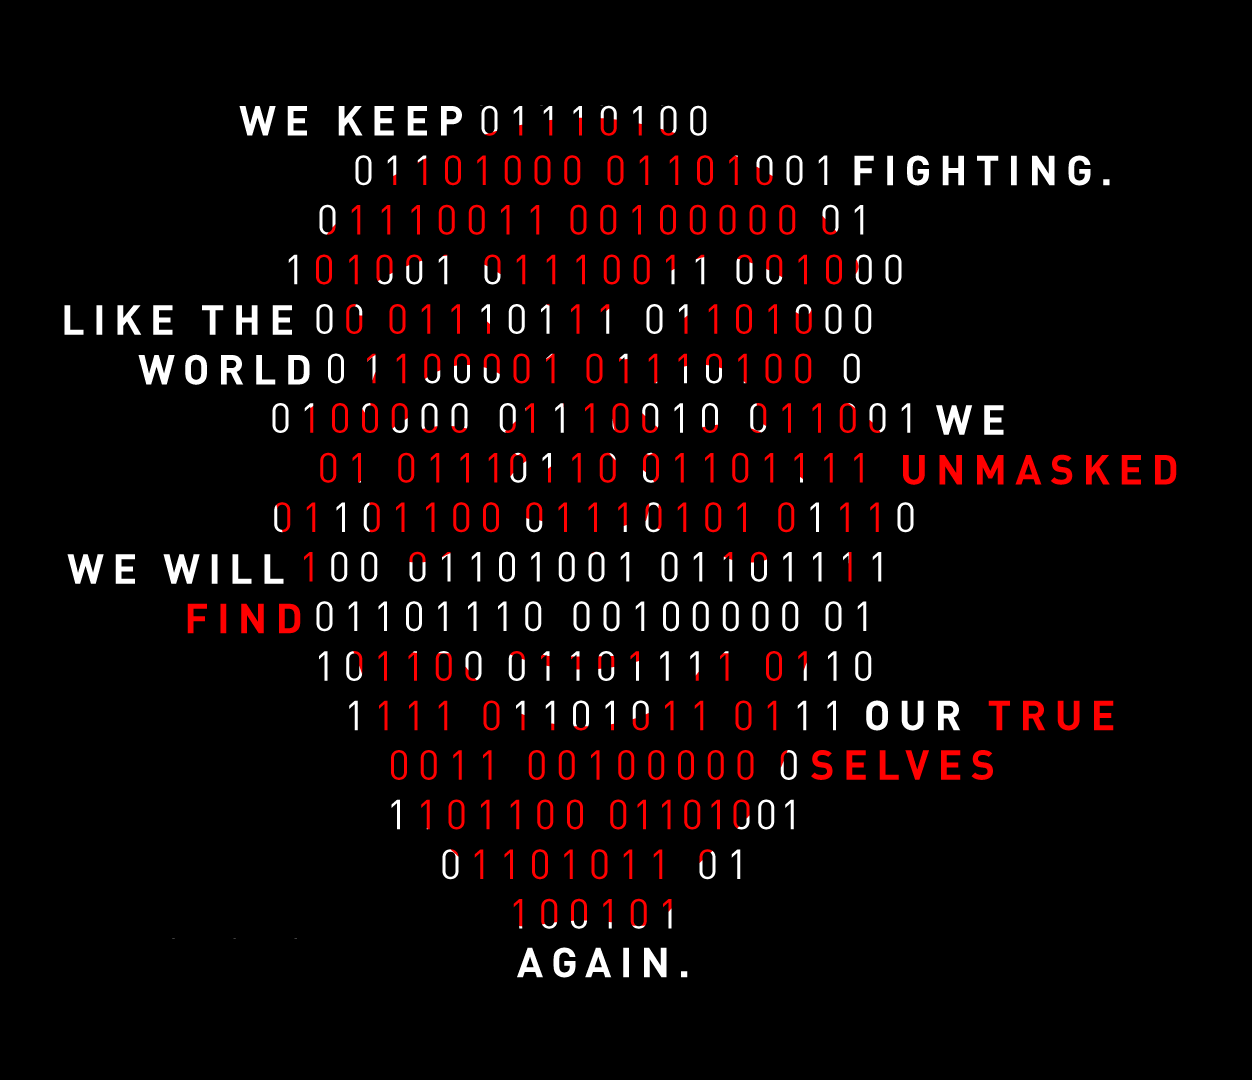 WE KEEP 01110100
01101000 01101001 FIGHTING.
01110011 00100000 01
101001 01110011 001000
LIKE THE 00 01110111 01101000
WORLD 01100001 01110100 0
0100000 01110010 011001 WE
01 01110110 01101111 UNMASKED
01101100 01110101 01110
WE WILL 100 01101001 01101111
FIND 01101110 00100000 01
101100 01101111 0110
1111 01101011 0111 OUR TRUE
0011 00100000 0 SELVES
1101100 01101001
01101011 01
100101
AGAIN.